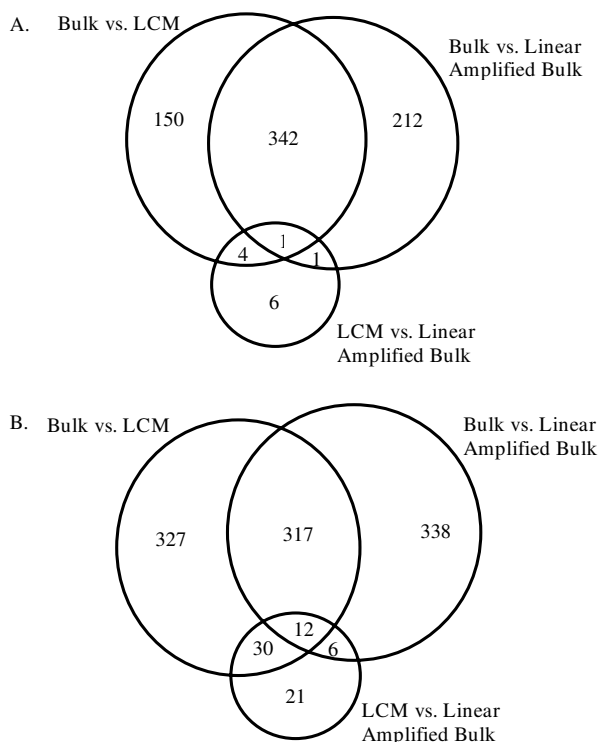 A.
Bulk vs. LCM
Bulk vs. Linear
Amplified Bulk
150
342
212
1
4
1
6
LCM vs. Linear
Amplified Bulk
B.
Bulk vs. LCM
Bulk vs. Linear
Amplified Bulk
327
317
338
12
30
6
21
LCM vs. Linear
Amplified Bulk